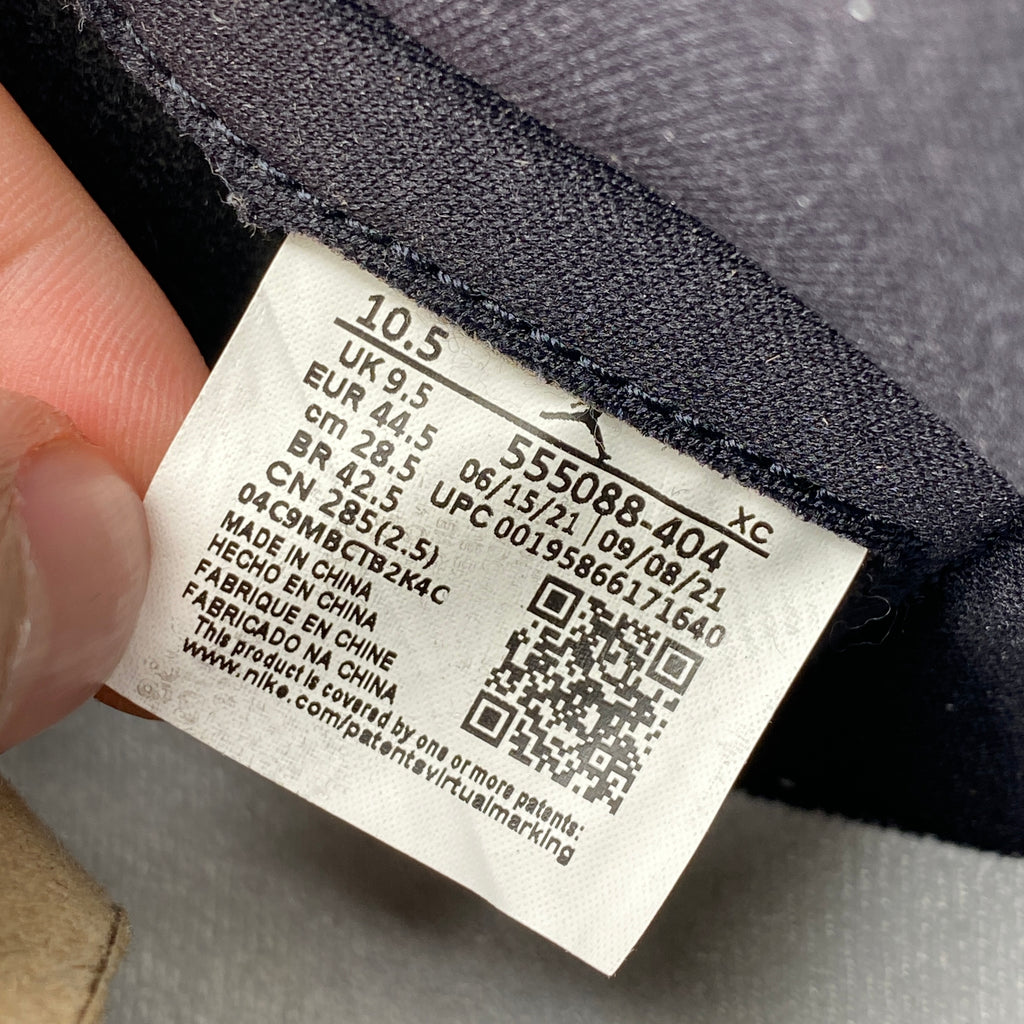 10.5
XC
UK 9.5
EUR 44.5
cm 28.5
BR 42.5
CN 285(2.5)
555088-404
06/15/21 | 09/08/21
UPC 00195866171640
04C9MBCTB2K4C
MADE IN CHINA
HECHO EN CHINA
FABRIQUE EN CHINE
FABRICADO NA CHINA
This product is covered by one or more patents:
www.nike.com/patentsvirtualmarking